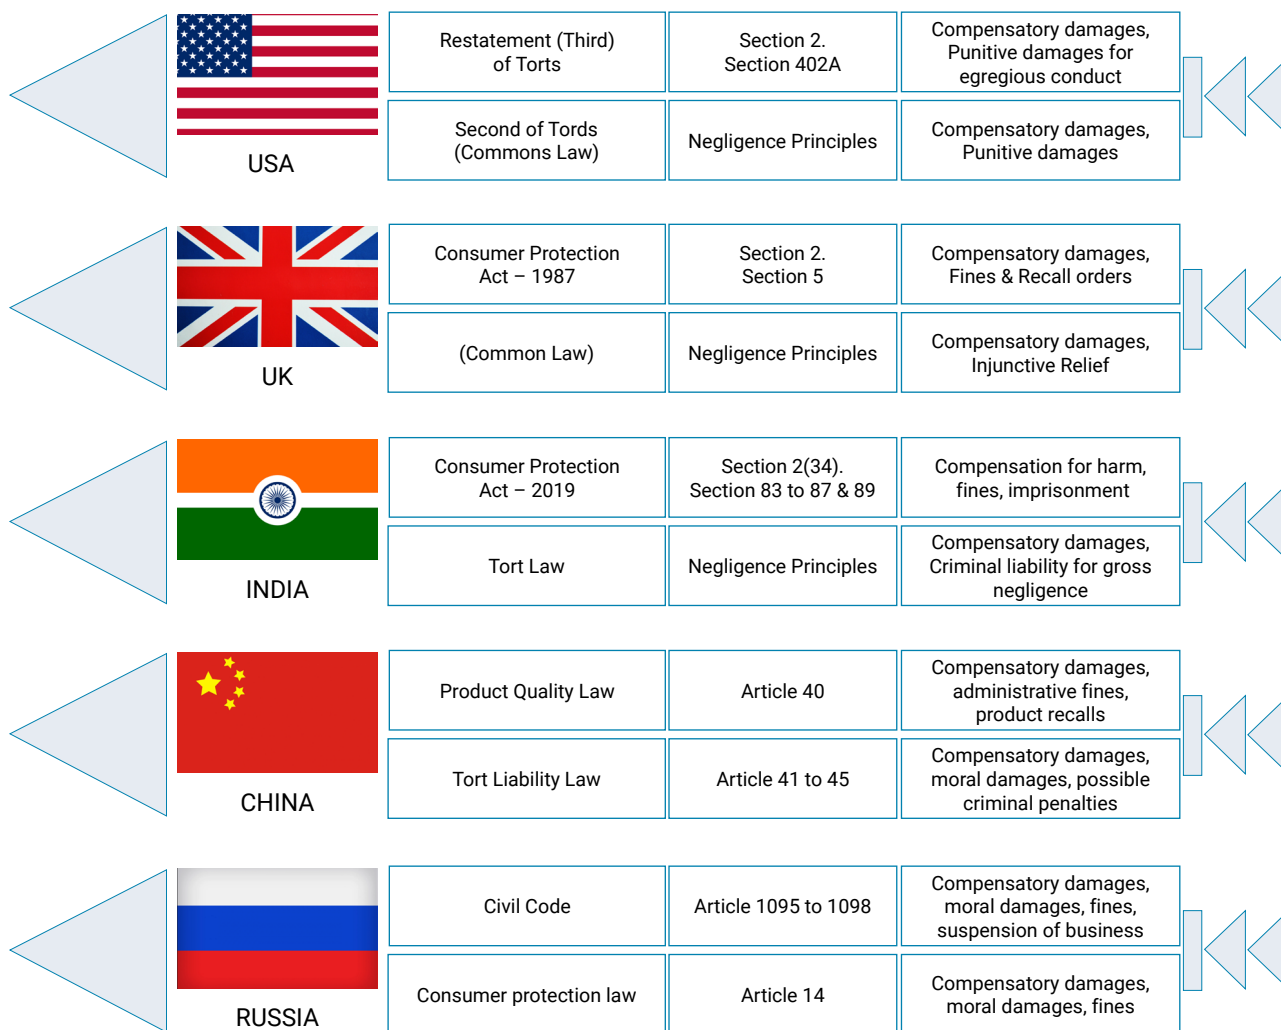 Restatement (Third)
of Torts
Section 2.
Section 402A
Compensatory damages,
Punitive damages for
egregious conduct
Second of Tords
(Commons Law)
Negligence Principles
Compensatory damages,
Punitive damages
USA
Consumer Protection
Act – 1987
Section 2.
Section 5
Compensatory damages,
Fines & Recall orders
(Common Law)
Negligence Principles
Compensatory damages,
Injunctive Relief
UK
Consumer Protection
Act – 2019
Section 2(34).
Section 83 to 87 & 89
Compensation for harm,
fines, imprisonment
Tort Law
Negligence Principles
Compensatory damages,
Criminal liability for gross
negligence
INDIA
Product Quality Law
Article 40
Compensatory damages,
administrative fines,
product recalls
Tort Liability Law
Article 41 to 45
Compensatory damages,
moral damages, possible
criminal penalties
CHINA
Civil Code
Article 1095 to 1098
Compensatory damages,
moral damages, fines,
suspension of business
Consumer protection law
Article 14
Compensatory damages,
moral damages, fines
RUSSIA